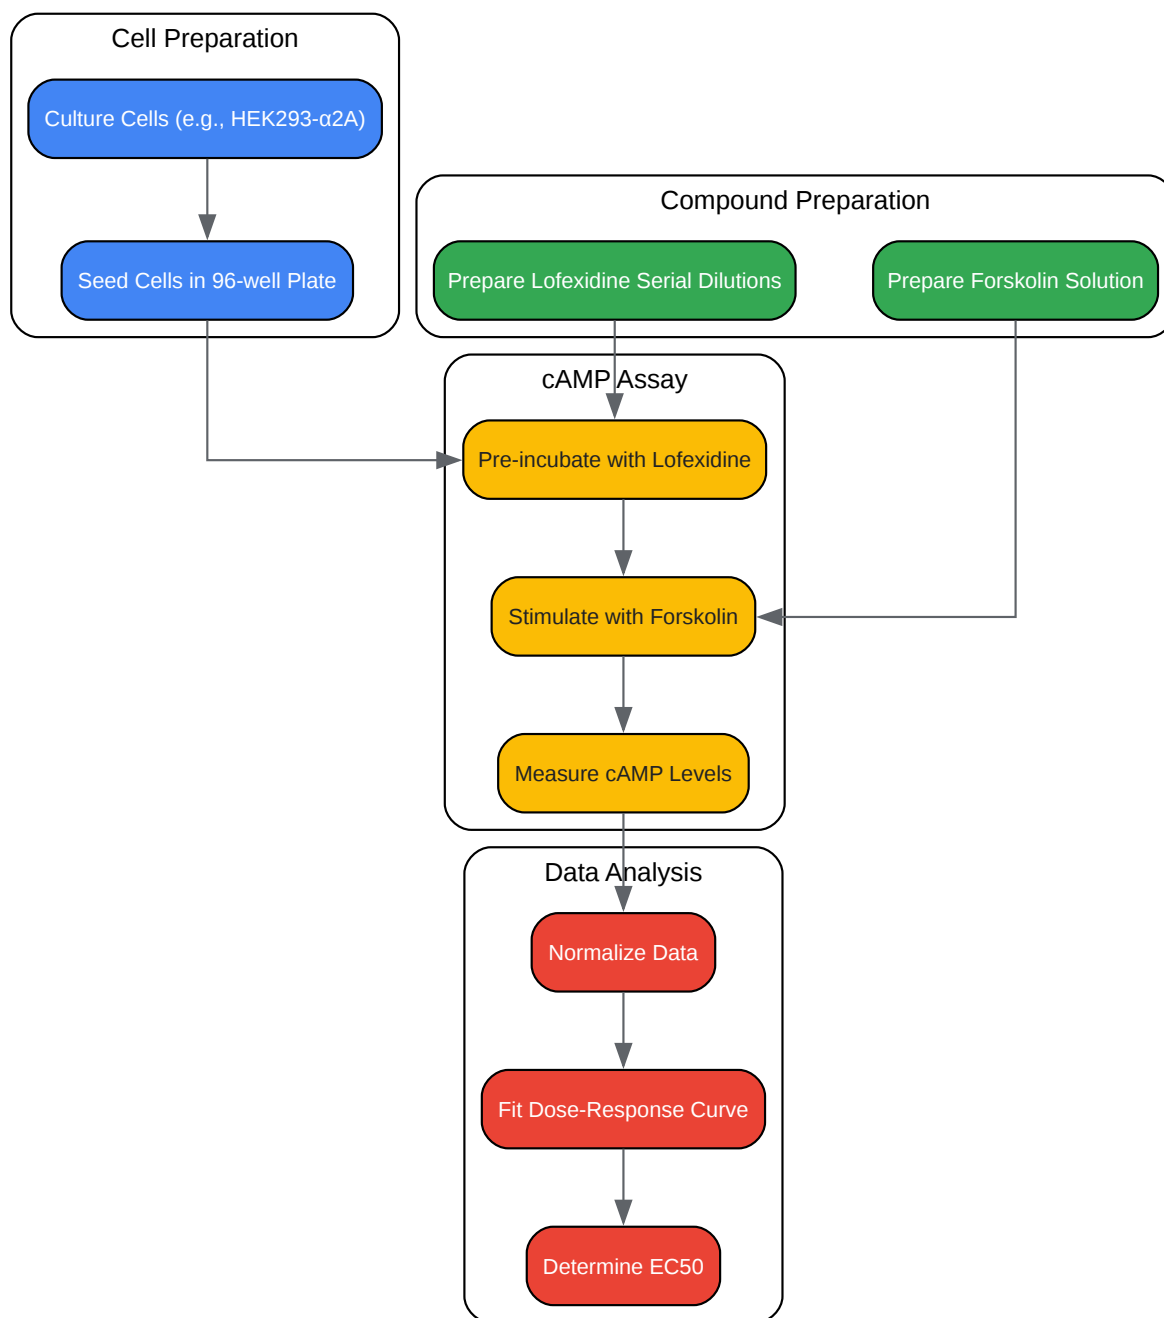 Cell Preparation
Culture Cells (e.g., HEK293-α2A)
Seed Cells in 96-well Plate
Compound Preparation
Prepare Lofexidine Serial Dilutions
Prepare Forskolin Solution
cAMP Assay
Pre-incubate with Lofexidine
Stimulate with Forskolin
Measure cAMP Levels
Data Analysis
Normalize Data
Fit Dose-Response Curve
Determine EC50